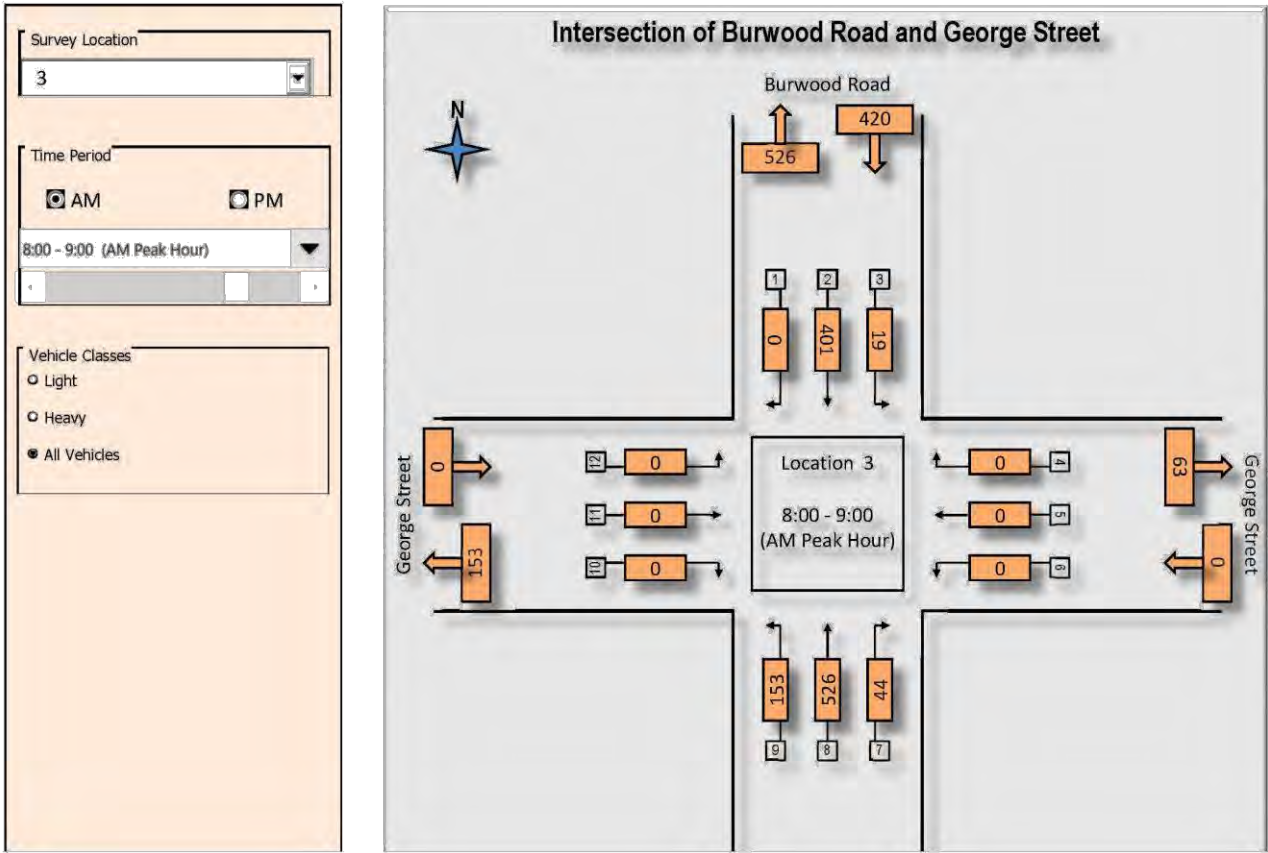 Survey Location
3
Time Period
AM
PM
8:00 - 9:00 (AM Peak Hour)
Vehicle Classes
Light
Heavy
All Vehicles
Intersection of Burwood Road and George Street
Burwood Road
N
526
420
1
2
3
0
401
19
George Street
0
153
12
0
11
0
10
0
Location 3
8:00 - 9:00
(AM Peak Hour)
0
4
0
5
0
6
63
0
George Street
153
526
44
9
8
7